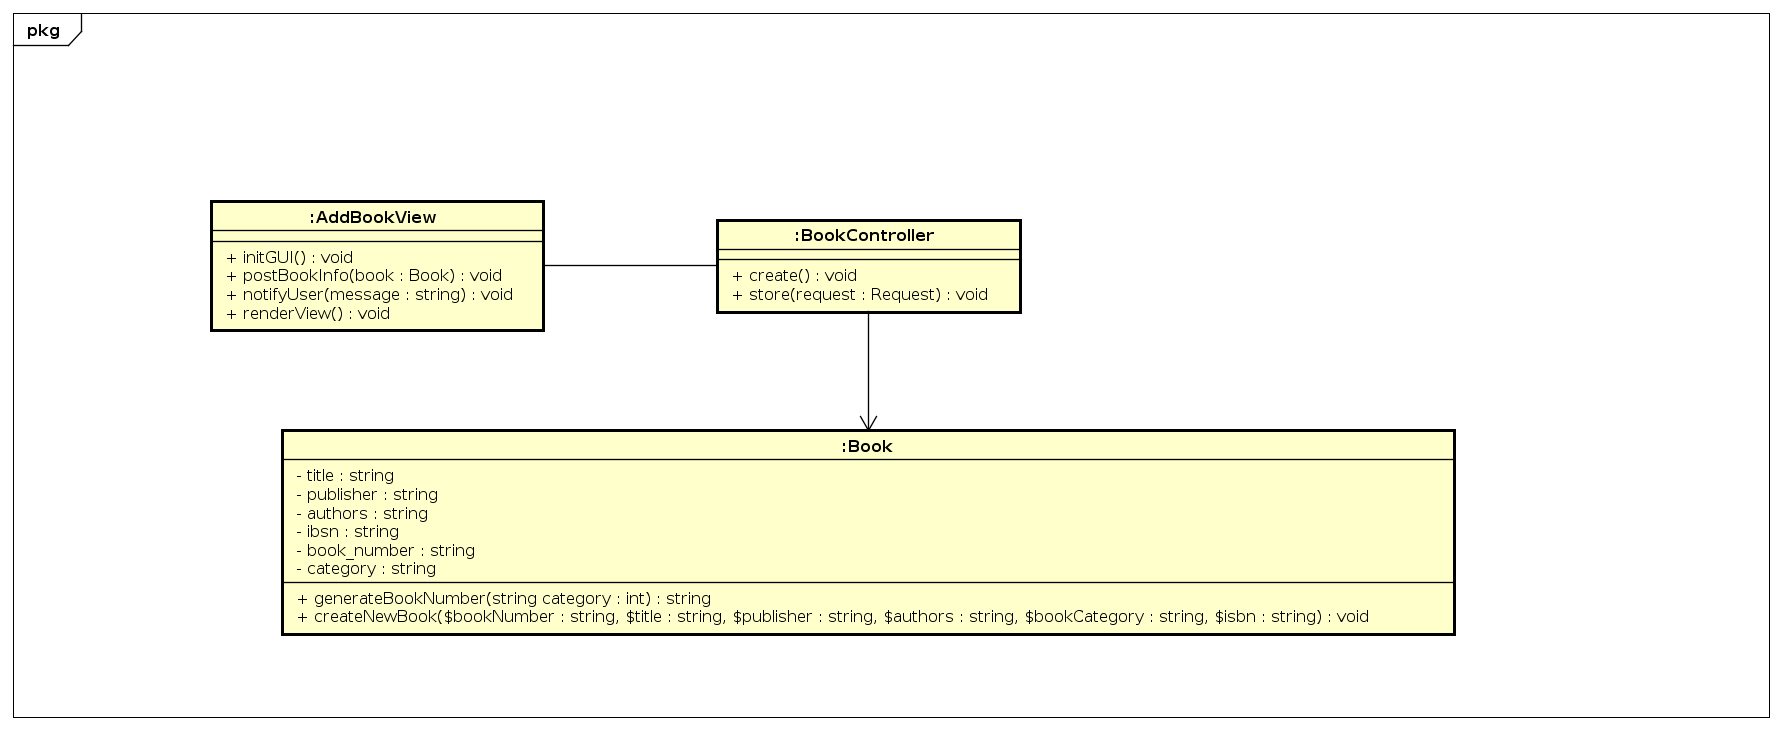 pkg
:AddBookView
+ initGUI() : void
+ postBookInfo(book : Book) : void
+ notifyUser(message : string) : void
+ renderView() : void
:BookController
+ create() : void
+ store(request : Request) : void
:Book
- title : string
- publisher : string
- authors : string
- ibsn : string
- book_number : string
- category : string
+ generateBookNumber(string category : int) : string
+ createNewBook($bookNumber : string, $title : string, $publisher : string, $authors : string, $bookCategory : string, $isbn : string) : void